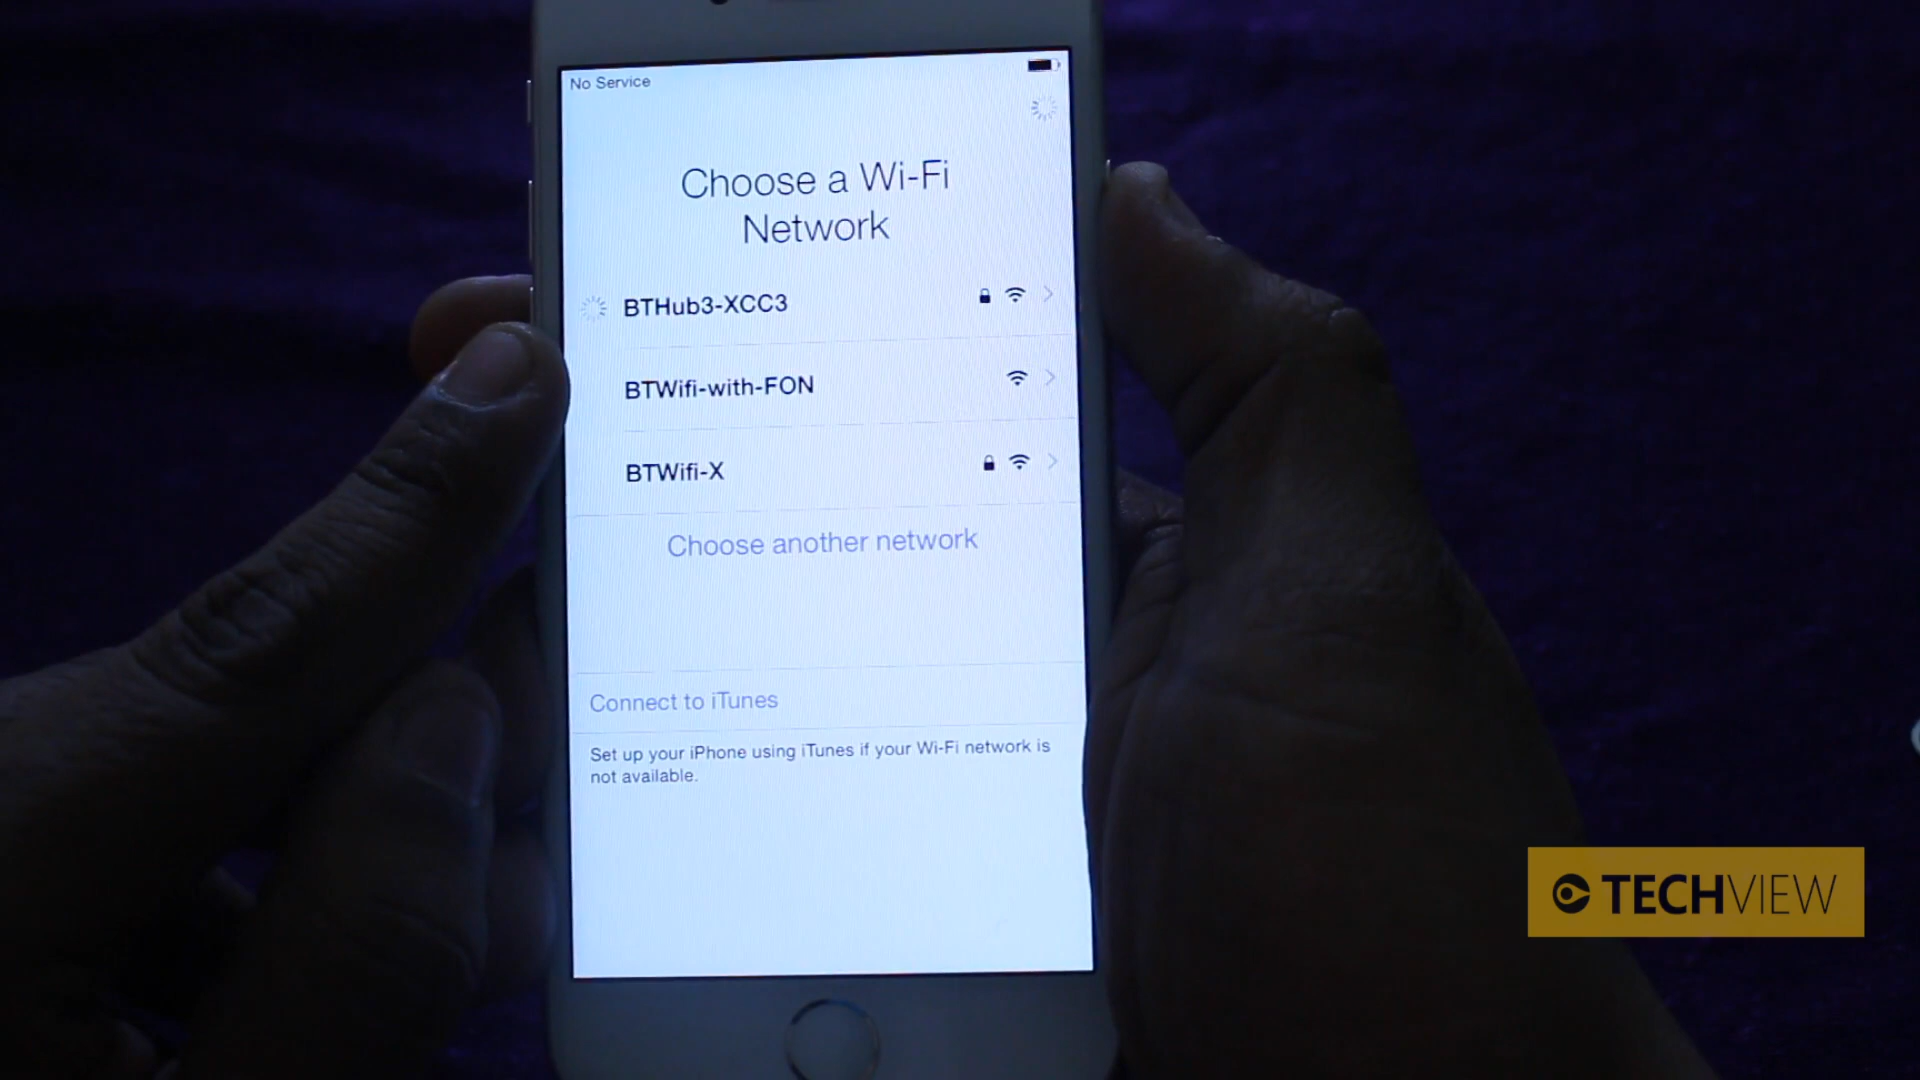 No Service
Choose a Wi-Fi
Network
BTHub3-XCC3
BTWifi-with-FON
BTWifi-X
Choose another network
Connect to iTunes
Set up your iPhone using iTunes if your Wi-Fi network is
not available.
TECHVIEW